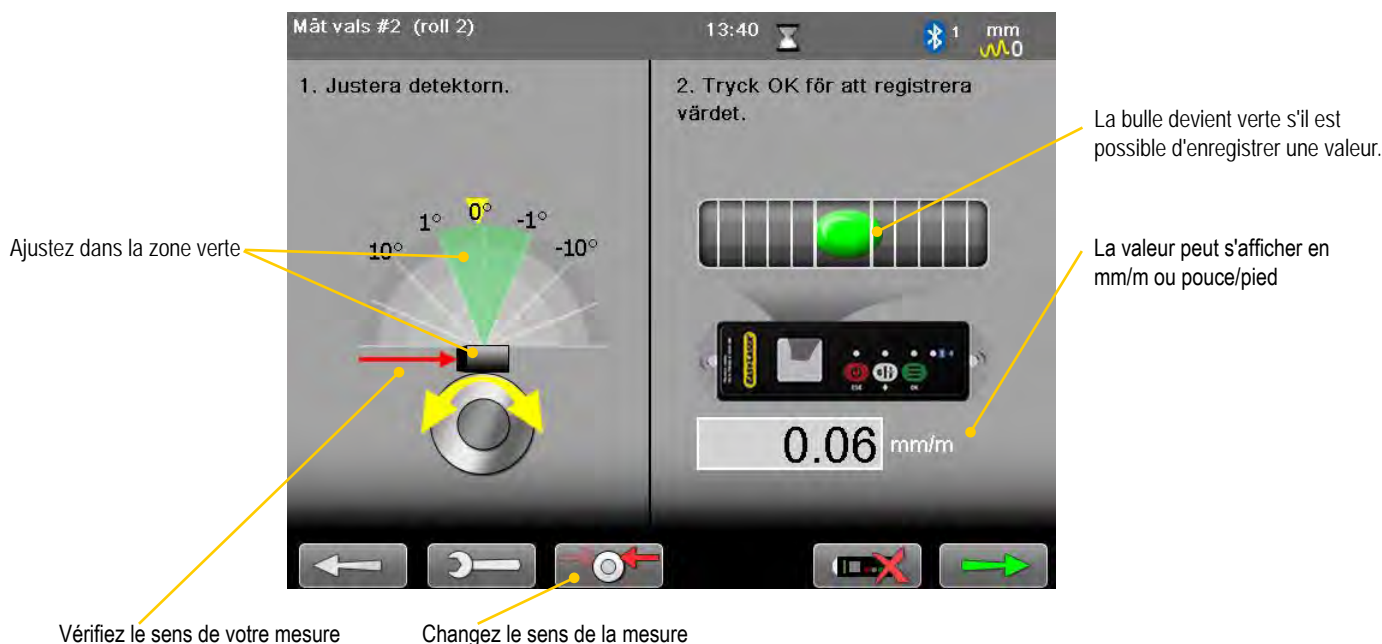 Måt vals #2 (roll 2)
13:40
1
mm
0
1. Justera detektorn.
2. Tryck OK för att registrera
värdet.
La bulle devient verte s'il est
possible d'enregistrer une valeur.
10°
1°
0°
-1°
-10°
Ajustez dans la zone verte
La valeur peut s'afficher en
mm/m ou pouce/pied
EASY-LASER
ESC
OK
0.06 mm/m
Vérifiez le sens de votre mesure
Changez le sens de la mesure